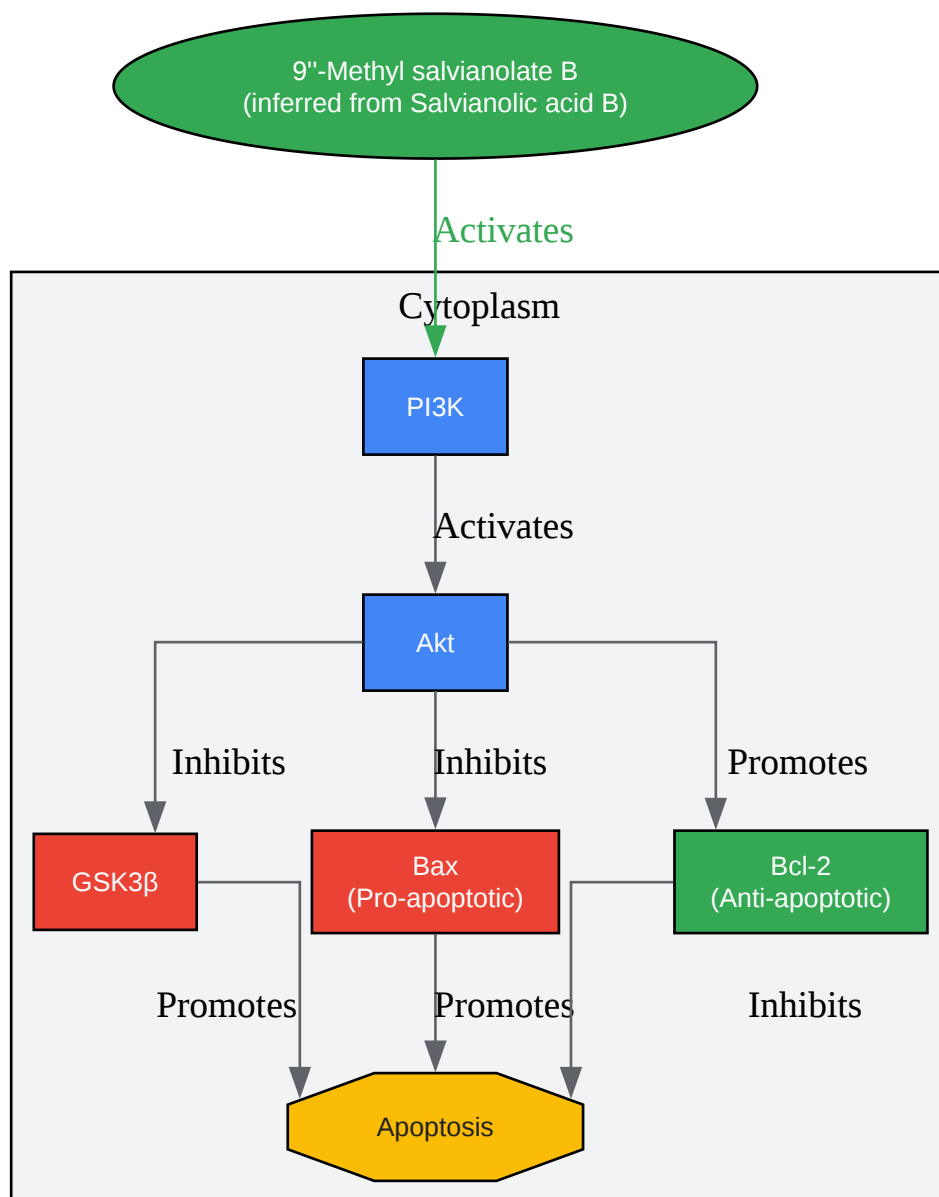 9''-Methyl salvianolate B
(inferred from Salvianolic acid B)
Activates
Cytoplasm
PI3K
Activates
Akt
Inhibits
Inhibits
Promotes
GSK3β
Bax
(Pro-apoptotic)
Bcl-2
(Anti-apoptotic)
Promotes
Promotes
Inhibits
Apoptosis